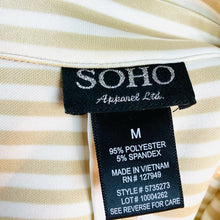 SOHO
Apparel Ltd.
M
95% POLYESTER
5% SPANDEX
MADE IN VIETNAM
RN # 127949
STYLE # 5735273
LOT # 10004262
SEE REVERSE FOR CARE